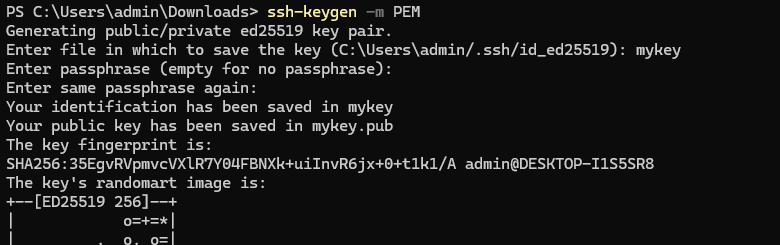 PS C:\Users\admin\Downloads> ssh-keygen -m PEM
Generating public/private ed25519 key pair.
Enter file in which to save the key (C:\Users\admin/.ssh/id_ed25519): mykey
Enter passphrase (empty for no passphrase):
Enter same passphrase again:
Your identification has been saved in mykey
Your public key has been saved in mykey.pub
The key fingerprint is:
SHA256:35EgvRVpmvcVXlR7Y04FBNXk+uiInvR6jx+0+t1k1/A admin@DESKTOP-I1S5SR8
The key's randomart image is:
+--[ED25519 256]--+
|            o=+=*|
|         .  o. o=|